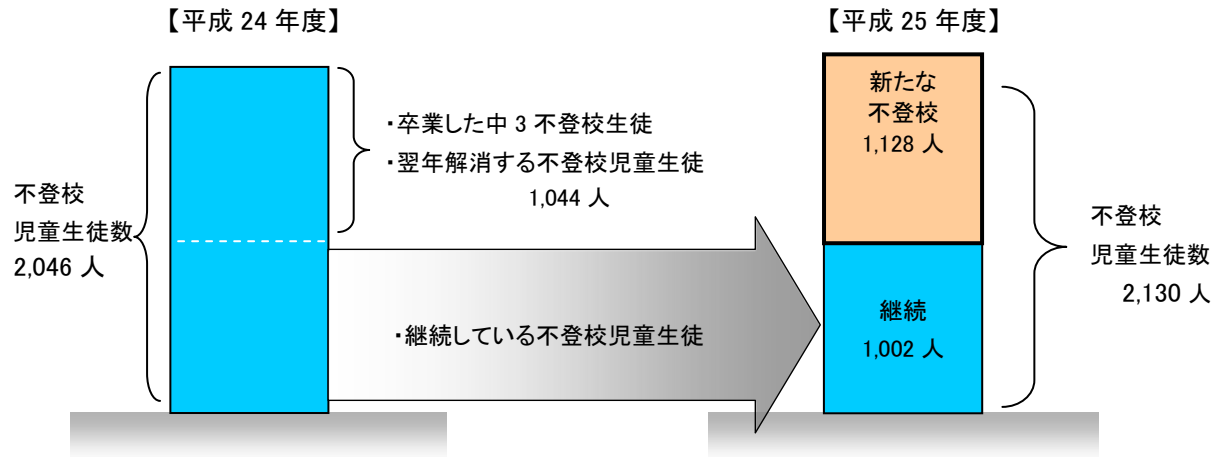 【平成 24 年度】
【平成 25 年度】
不登校
児童生徒数
2,046 人
・卒業した中 3 不登校生徒
・翌年解消する不登校児童生徒
1,044 人
・継続している不登校児童生徒
新たな
不登校
1,128 人
継続
1,002 人
不登校
児童生徒数
2,130 人